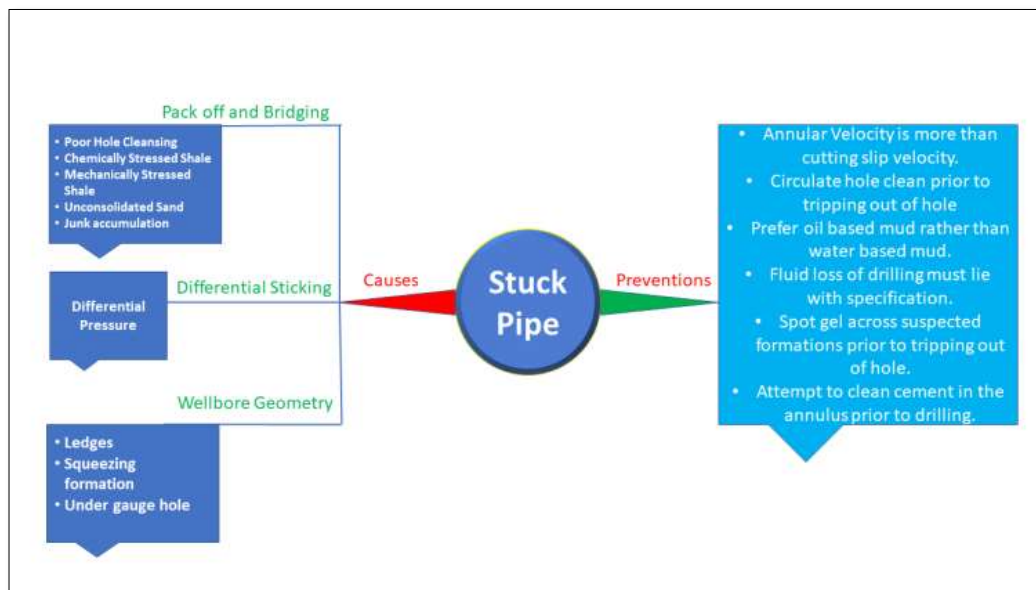 Pack off and Bridging
• Poor Hole Cleansing
• Chemically Stressed Shale
• Mechanically Stressed
Shale
• Unconsolidated Sand
• Junk accumulation
Differential Sticking
Differential
Pressure
Wellbore Geometry
• Ledges
• Squeezing
formation
• Under gauge hole
Causes
Stuck
Pipe
Preventions
• Annular Velocity is more than
cutting slip velocity.
• Circulate hole clean prior to
tripping out of hole
• Prefer oil based mud rather than
water based mud.
• Fluid loss of drilling must lie
with specification.
• Spot gel across suspected
formations prior to tripping out
of hole.
• Attempt to clean cement in the
annulus prior to drilling.